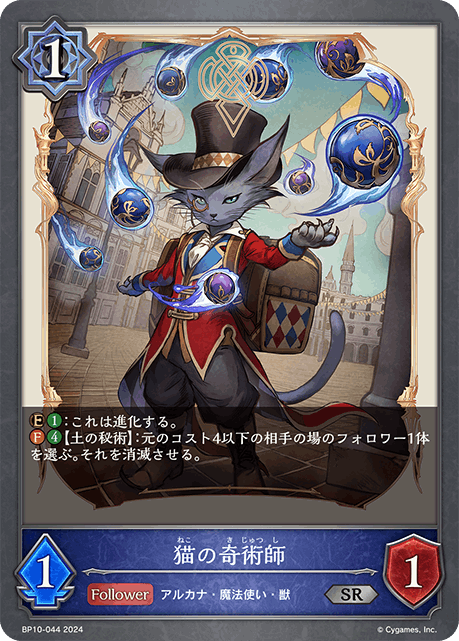 1
E 1：これは進化する。
F 4【土の秘術】：元のコスト4以下の相手の場のフォロワー1体
を選ぶ。それを消滅させる。
ねこ き じゅつ し
猫の奇術師
1
Follower アルカナ・魔法使い・獣 SR
1
BP10-044 2024 © Cygames, Inc.